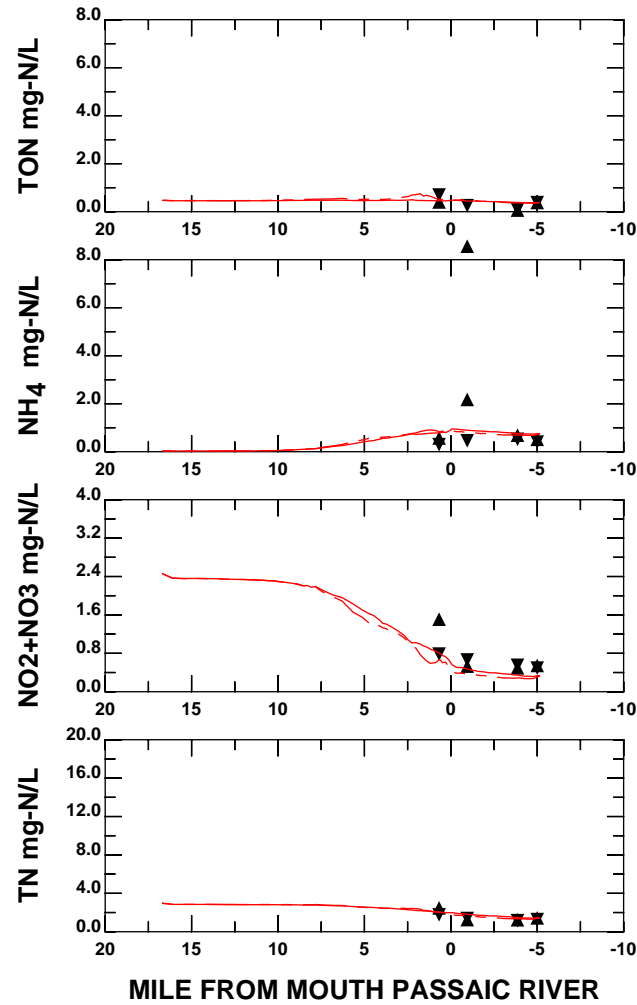 TON mg-N/L
8.0
6.0
4.0
2.0
0.0
20 15 10 5 0 -5 -10
NH4 mg-N/L
8.0
6.0
4.0
2.0
0.0
20 15 10 5 0 -5 -10
NO2+NO3 mg-N/L
4.0
3.2
2.4
1.6
0.8
0.0
20 15 10 5 0 -5 -10
TN mg-N/L
20.0
16.0
12.0
8.0
4.0
0.0
20 15 10 5 0 -5 -10
MILE FROM MOUTH PASSAIC RIVER